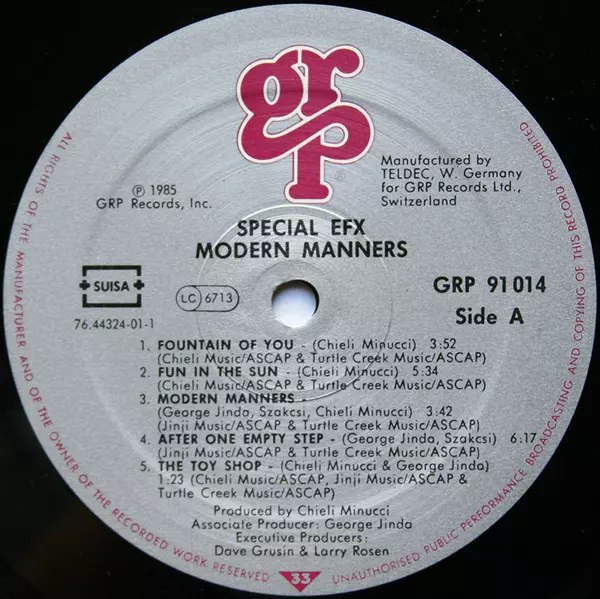 grp
℗ 1985
GRP Records, Inc.
Manufactured by
TELDEC, W. Germany
for GRP Records Ltd.,
Switzerland
SPECIAL EFX
MODERN MANNERS
SUISA
LC 6713
GRP 91 014
76.44324-01-1
Side A
1. FOUNTAIN OF YOU - (Chieli Minucci) 3:52
(Chieli Music/ASCAP & Turtle Creek Music/ASCAP)
2. FUN IN THE SUN - (Chieli Minucci) 5:34
(Chieli Music/ASCAP & Turtle Creek Music/ASCAP)
3. MODERN MANNERS -
(George Jinda, Szakcsi, Chieli Minucci) 3:42
(Jinji Music/ASCAP & Turtle Creek Music/ASCAP)
4. AFTER ONE EMPTY STEP - (George Jinda, Szakcsi) 6:17
(Jinji Music/ASCAP & Turtle Creek Music/ASCAP)
5. THE TOY SHOP - (Chieli Minucci & George Jinda)
1:23 (Chieli Music/ASCAP, Jinji Music/ASCAP &
Turtle Creek Music/ASCAP)
Produced by Chieli Minucci
Associate Producer: George Jinda
Executive Producers:
Dave Grusin & Larry Rosen
33
ALL RIGHTS OF THE MANUFACTURER AND OF THE OWNER OF THE RECORDED WORK RESERVED
UNAUTHORISED PUBLIC PERFORMANCE BROADCASTING AND COPYING OF THIS RECORD PROHIBITED